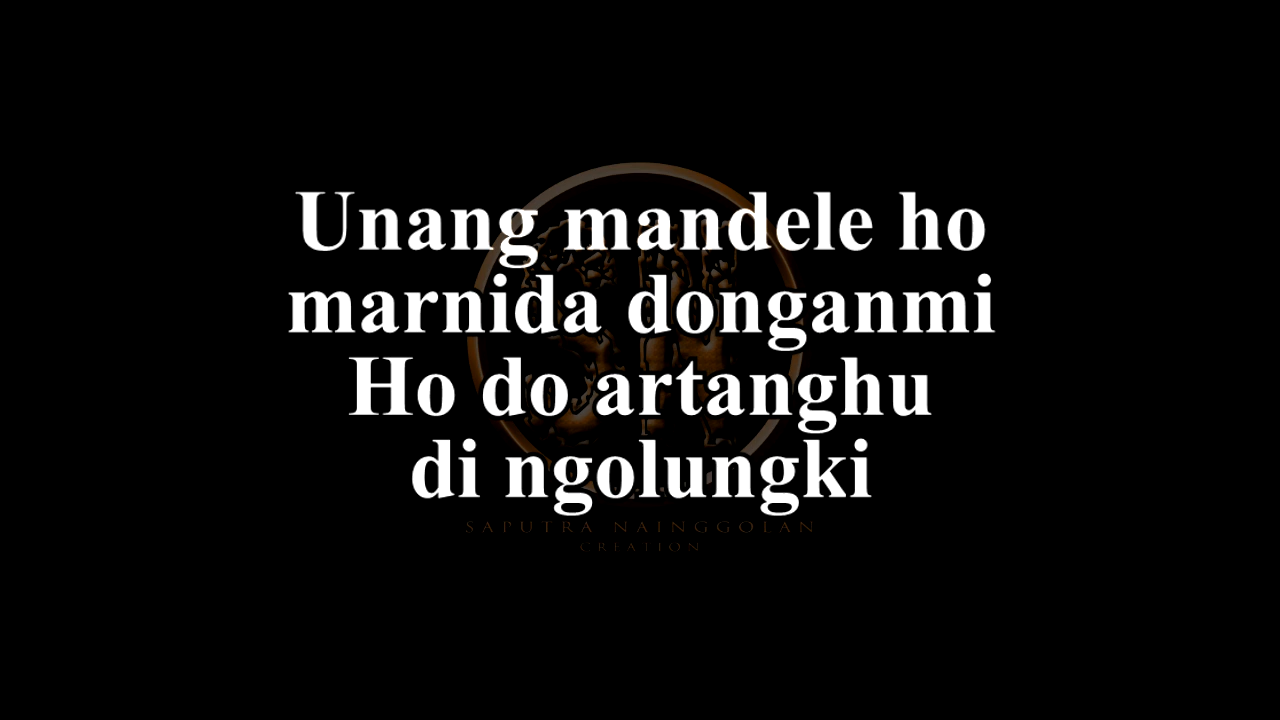 Unang mandele ho
marnida donganmi
Ho do artanghu
di ngolungki
SAPUTRA NAINGGOLAN
CREATION